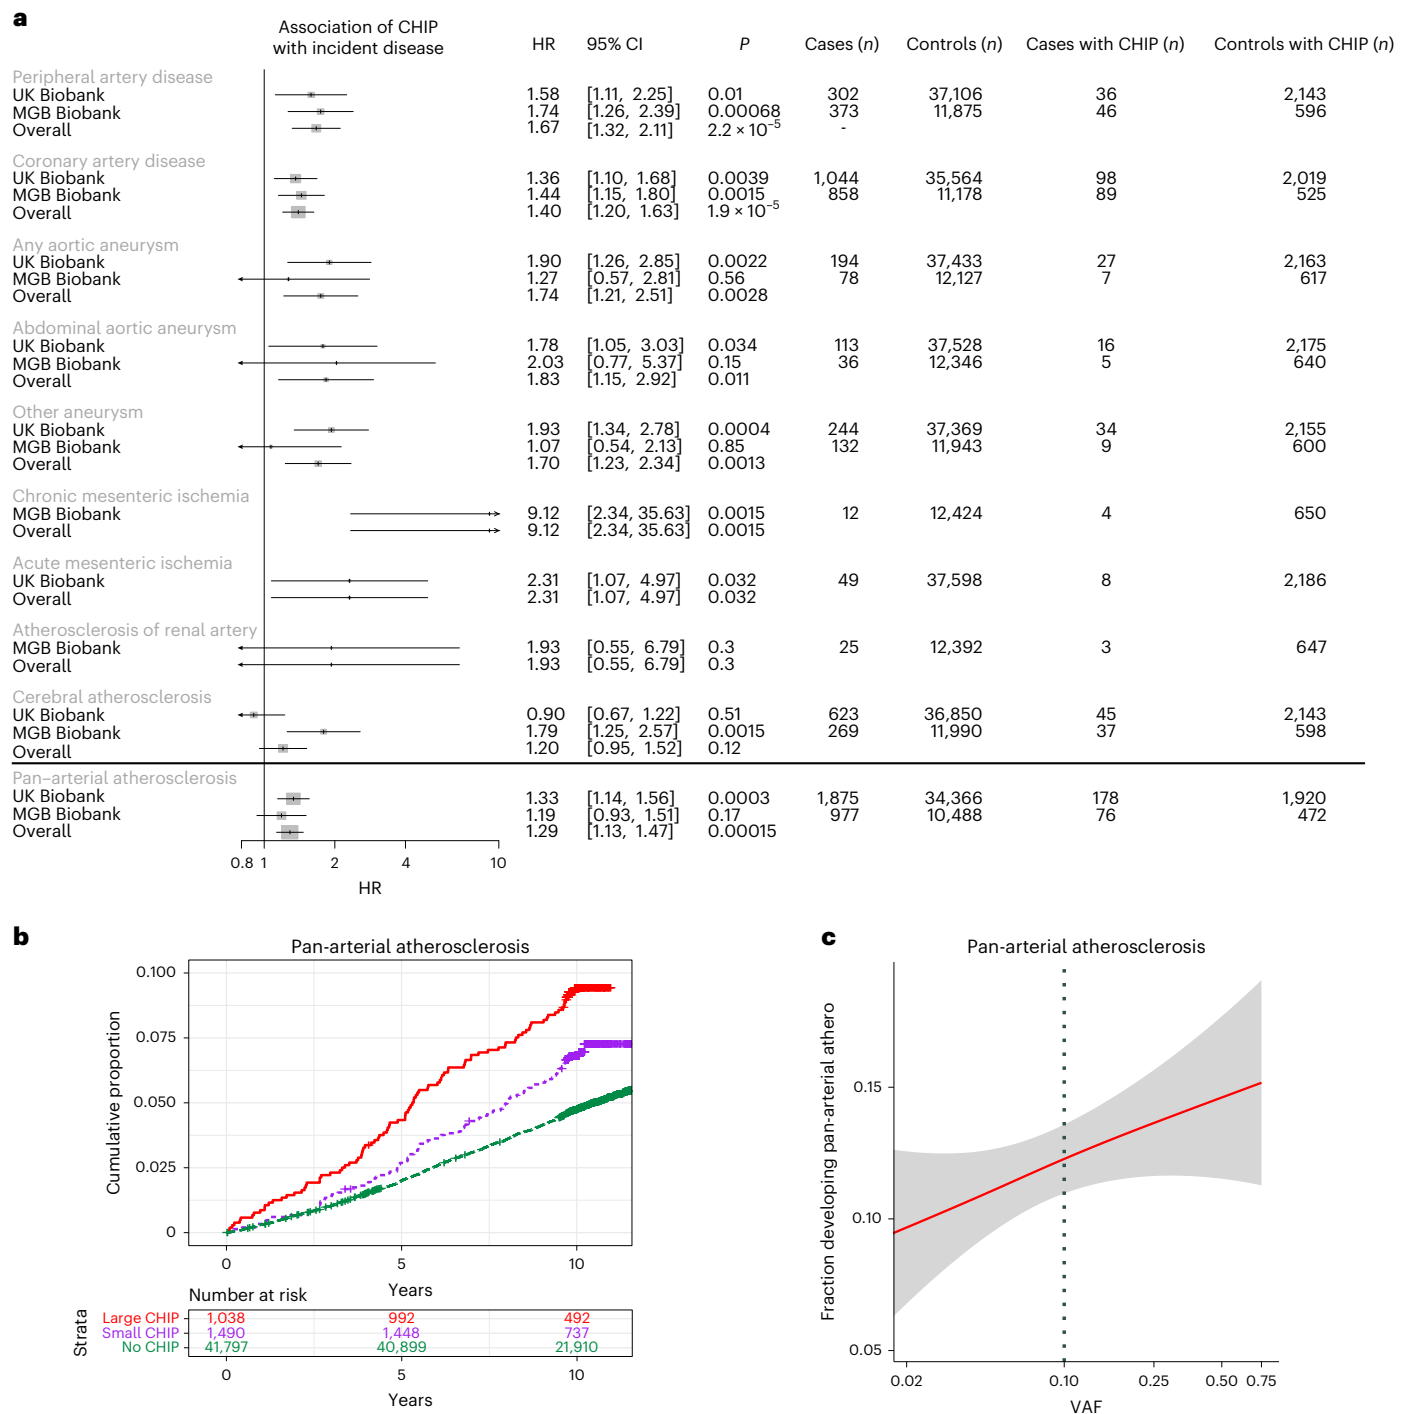 a
Association of CHIP
with incident disease
HR 95% CI P Cases (n) Controls (n) Cases with CHIP (n) Controls with CHIP (n)
Peripheral artery disease
UK Biobank 1.58 [1.11, 2.25] 0.01 302 37,106 36 2,143
MGB Biobank 1.74 [1.26, 2.39] 0.00068 373 11,875 46 596
Overall 1.67 [1.32, 2.11] 2.2 × 10⁻⁵ -
Coronary artery disease
UK Biobank 1.36 [1.10, 1.68] 0.0039 1,044 35,564 98 2,019
MGB Biobank 1.44 [1.15, 1.80] 0.0015 858 11,178 89 525
Overall 1.40 [1.20, 1.63] 1.9 × 10⁻⁵
Any aortic aneurysm
UK Biobank 1.90 [1.26, 2.85] 0.0022 194 37,433 27 2,163
MGB Biobank 1.27 [0.57, 2.81] 0.56 78 12,127 7 617
Overall 1.74 [1.21, 2.51] 0.0028
Abdominal aortic aneurysm
UK Biobank 1.78 [1.05, 3.03] 0.034 113 37,528 16 2,175
MGB Biobank 2.03 [0.77, 5.37] 0.15 36 12,346 5 640
Overall 1.83 [1.15, 2.92] 0.011
Other aneurysm
UK Biobank 1.93 [1.34, 2.78] 0.0004 244 37,369 34 2,155
MGB Biobank 1.07 [0.54, 2.13] 0.85 132 11,943 9 600
Overall 1.70 [1.23, 2.34] 0.0013
Chronic mesenteric ischemia
MGB Biobank 9.12 [2.34, 35.63] 0.0015 12 12,424 4 650
Overall 9.12 [2.34, 35.63] 0.0015
Acute mesenteric ischemia
UK Biobank 2.31 [1.07, 4.97] 0.032 49 37,598 8 2,186
Overall 2.31 [1.07, 4.97] 0.032
Atherosclerosis of renal artery
MGB Biobank 1.93 [0.55, 6.79] 0.3 25 12,392 3 647
Overall 1.93 [0.55, 6.79] 0.3
Cerebral atherosclerosis
UK Biobank 0.90 [0.67, 1.22] 0.51 623 36,850 45 2,143
MGB Biobank 1.79 [1.25, 2.57] 0.0015 269 11,990 37 598
Overall 1.20 [0.95, 1.52] 0.12
Pan–arterial atherosclerosis
UK Biobank 1.33 [1.14, 1.56] 0.0003 1,875 34,366 178 1,920
MGB Biobank 1.19 [0.93, 1.51] 0.17 977 10,488 76 472
Overall 1.29 [1.13, 1.47] 0.00015
0.8 1 2 4 10
HR
b
Pan-arterial atherosclerosis
Cumulative proportion
0.100
0.075
0.050
0.025
0
0 5 10
Years
Number at risk
Strata
Large CHIP 1,038 992 492
Small CHIP 1,490 1,448 737
No CHIP 41,797 40,899 21,910
0 5 10
Years
c
Pan-arterial atherosclerosis
Fraction developing pan-arterial athero
0.15
0.10
0.05
0.02 0.10 0.25 0.50 0.75
VAF